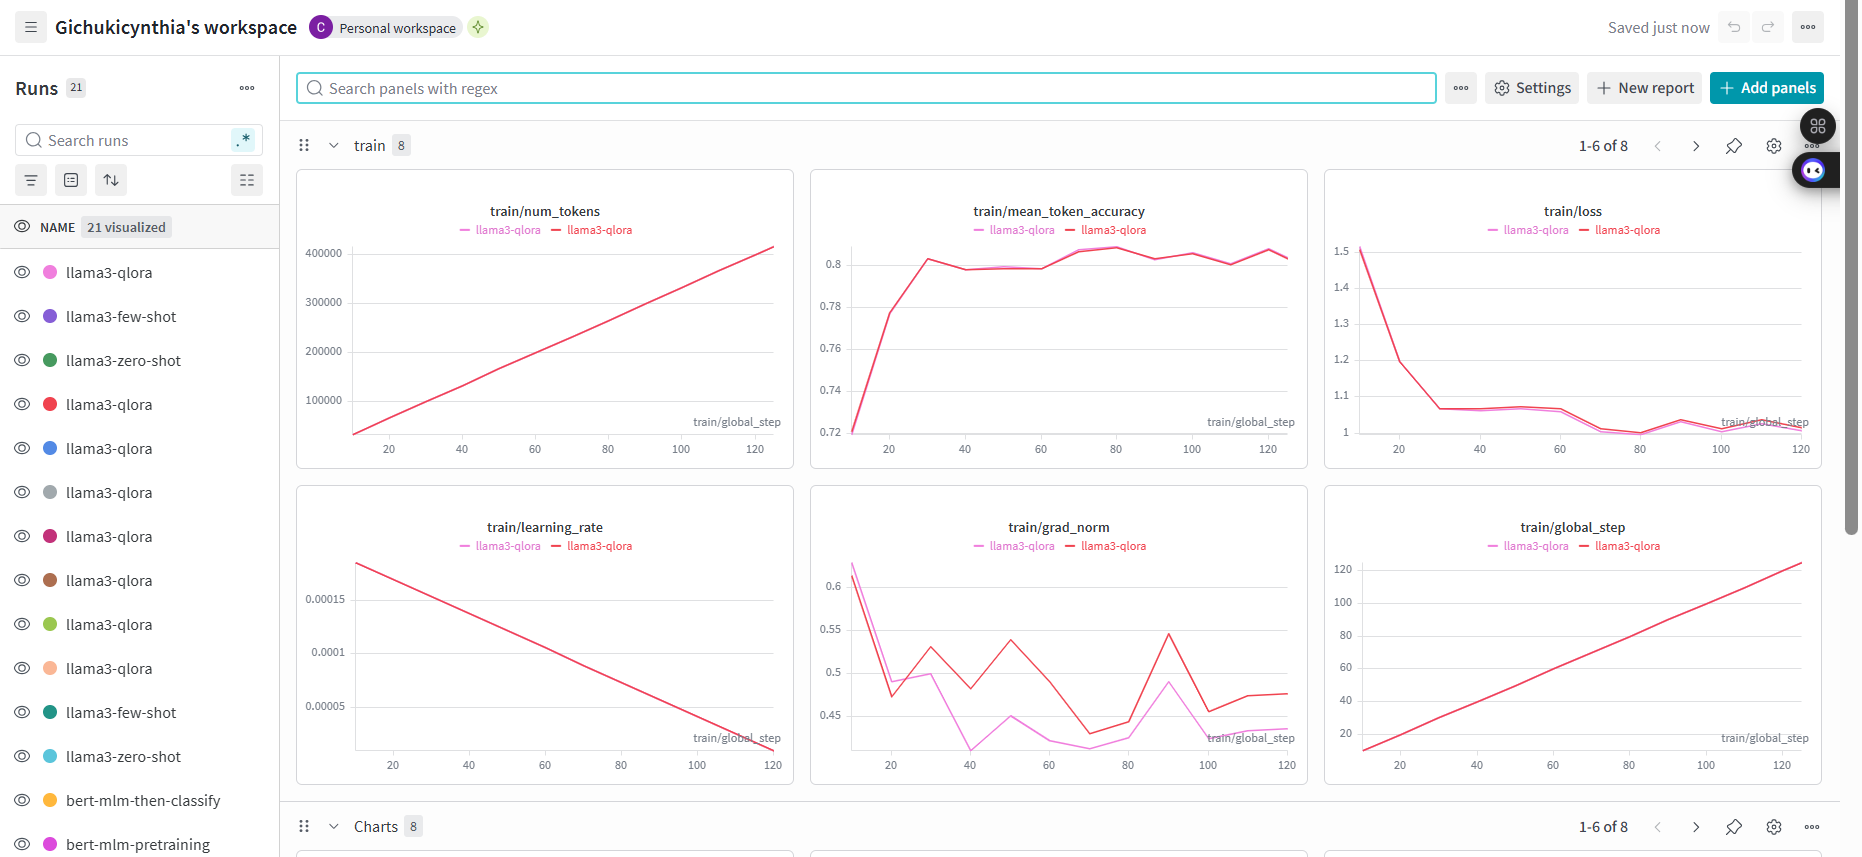 Gichukicynthia's workspace
C
Personal workspace
Saved just now
Runs 21
Search panels with regex
Settings
New report
Add panels
Search runs
.*
NAME 21 visualized
llama3-qlora
llama3-few-shot
llama3-zero-shot
llama3-qlora
llama3-qlora
llama3-qlora
llama3-qlora
llama3-qlora
llama3-qlora
llama3-qlora
llama3-few-shot
llama3-zero-shot
bert-mlm-then-classify
bert-mlm-pretraining
train 8
1-6 of 8
train/num_tokens
llama3-qlora llama3-qlora
400000
300000
200000
100000
train/global_step
20 40 60 80 100 120
train/mean_token_accuracy
llama3-qlora llama3-qlora
0.8
0.78
0.76
0.74
0.72
train/global_step
20 40 60 80 100 120
train/loss
llama3-qlora llama3-qlora
1.5
1.4
1.3
1.2
1.1
1
train/global_step
20 40 60 80 100 120
train/learning_rate
llama3-qlora llama3-qlora
0.00015
0.0001
0.00005
train/global_step
20 40 60 80 100 120
train/grad_norm
llama3-qlora llama3-qlora
0.6
0.55
0.5
0.45
train/global_step
20 40 60 80 100 120
train/global_step
llama3-qlora llama3-qlora
120
100
80
60
40
20
train/global_step
20 40 60 80 100 120
Charts 8
1-6 of 8